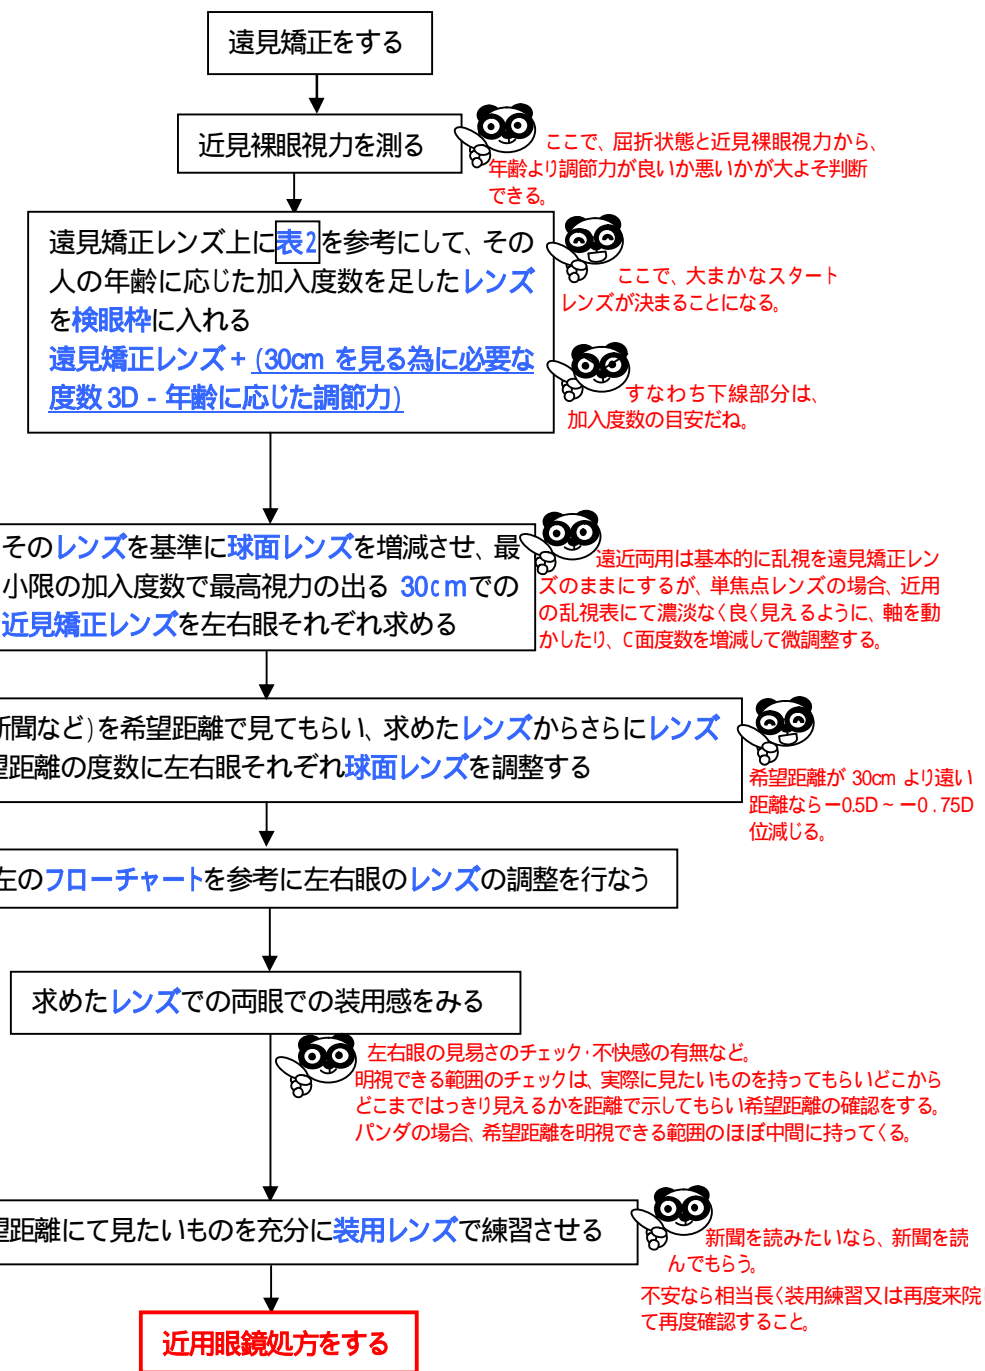 遠見矯正をする
近見裸眼視力を測る
ここで、屈折状態と近見裸眼視力から、
年齢より調節力が良いか悪いかが大よそ判断
できる。
遠見矯正レンズ上に表2を参考にして、その
人の年齢に応じた加入度数を足したレンズ
を検眼枠に入れる
遠見矯正レンズ+(30cm を見る為に必要な
度数 3D - 年齢に応じた調節力)
ここで、大まかなスタート
レンズが決まることになる。
すなわち下線部分は、
加入度数の目安だね。
そのレンズを基準に球面レンズを増減させ、最
小限の加入度数で最高視力の出る 30cmでの
近見矯正レンズを左右眼それぞれ求める
遠近両用は基本的に乱視を遠見矯正レン
ズのままにするが、単焦点レンズの場合、近用
の乱視表にて濃淡なく良く見えるように、軸を動
かしたり、C面度数を増減して微調整する。
新聞など)を希望距離で見てもらい、求めたレンズからさらにレンズ
望距離の度数に左右眼それぞれ球面レンズを調整する
希望距離が 30cm より遠い
距離ならー0.5D~ー0.75D
位減じる。
左のフローチャートを参考に左右眼のレンズの調整を行なう
求めたレンズでの両眼での装用感をみる
左右眼の見易さのチェック・不快感の有無など。
明視できる範囲のチェックは、実際に見たいものを持ってもらいどこから
どこまではっきり見えるかを距離で示してもらい希望距離の確認をする。
パンダの場合、希望距離を明視できる範囲のほぼ中間に持ってくる。
望距離にて見たいものを充分に装用レンズで練習させる
新聞を読みたいなら、新聞を読
んでもらう。
不安なら相当長く装用練習又は再度来院
て再度確認すること。
近用眼鏡処方をする